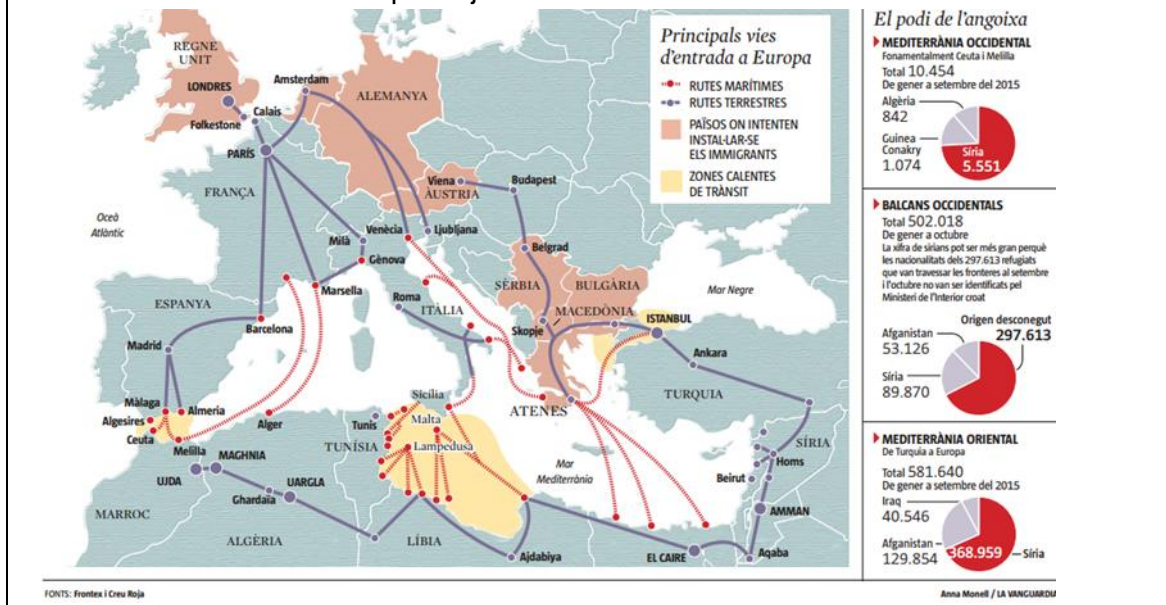 Principals vies
d'entrada a Europa
RUTES MARÍTIMES
RUTES TERRESTRES
PAÏSOS ON INTENTEN
INSTAL·LAR-SE
ELS IMMIGRANTS
ZONES CALENTES
DE TRÀNSIT
REGNE
UNIT
LONDRES
Folkestone
Calais
Amsterdam
ALEMANYA
PARÍS
FRANÇA
Viena
ÀUSTRIA
Budapest
Oceà
Atlàntic
Milà
Venècia
Ljubljana
Gènova
Belgrad
Marsella
SÈRBIA
BULGÀRIA
Mar Negre
ESPANYA
Roma
ITÀLIA
MACEDÒNIA
Skopje
ISTANBUL
Barcelona
Madrid
Ankara
TURQUIA
Màlaga
Almeria
Algesires
Ceuta
Melilla
Alger
Sicília
ATENES
Tunis
Malta
TUNÍSIA
Lampedusa
SÍRIA
Homs
Beirut
Mar
Mediterrània
MAGHNIA
UJDA
UARGLA
Ghardaïa
AMMAN
MARROC
ALGÈRIA
LÍBIA
Ajdabiya
EL CAIRE
Aqaba
El podi de l'angoixa
MEDITERRÀNIA OCCIDENTAL
Fonamentalment Ceuta i Melilla
Total 10.454
De gener a setembre del 2015
Algèria
842
Guinea
Conakry
1.074
Síria
5.551
BALCANS OCCIDENTALS
Total 502.018
De gener a octubre
La xifra de sirians pot ser més gran perquè
les nacionalitats dels 297.613 refugiats
que van travessar les fronteres al setembre
i l'octubre no van ser identificats pel
Ministeri de l'Interior croat
Origen desconegut
297.613
Afganistan
53.126
Síria
89.870
MEDITERRÀNIA ORIENTAL
De Turquia a Europa
Total 581.640
De gener a setembre del 2015
Iraq
40.546
Afganistan
129.854
368.959
Síria
FONTS: Frontex i Creu Roja
Anna Monell / LA VANGUARDIA